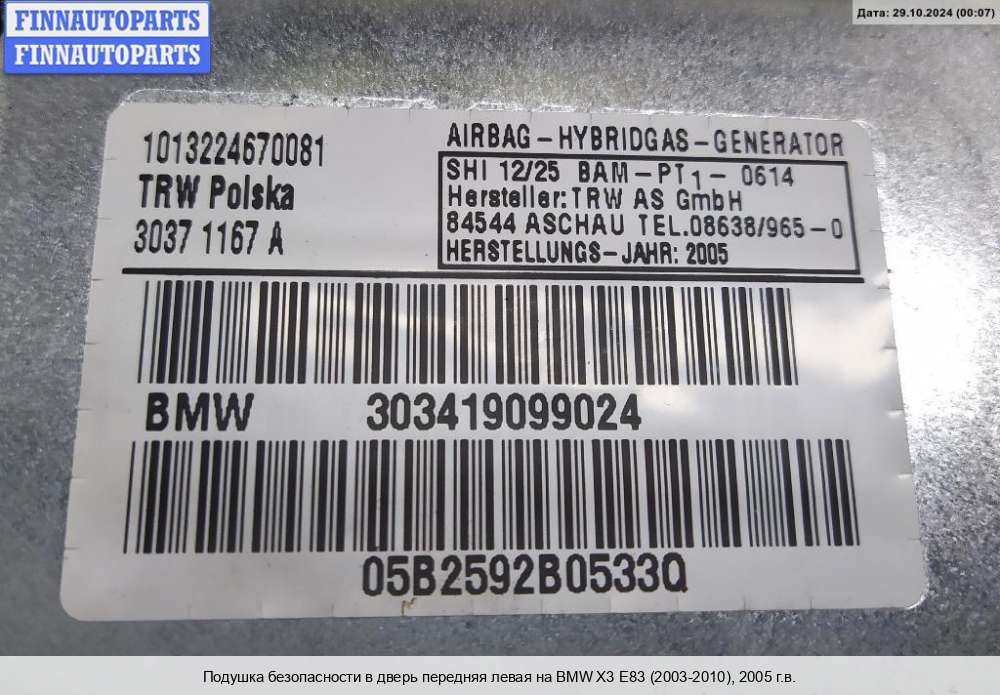 FINNAUTOPARTS
FINNAUTOPARTS
Дата: 29.10.2024 (00:07)
1013224670081
TRW Polska
3037 1167 A
AIRBAG-HYBRIDGAS-GENERATOR
SHI 12/25 BAM-PT1-0614
Hersteller: TRW AS GmbH
84544 ASCHAU TEL.08638/965-0
HERSTELLUNGS-JAHR: 2005
BMW 303419099024
05B2592B0533Q
Подушка безопасности в дверь передняя левая на BMW X3 E83 (2003-2010), 2005 г.в.